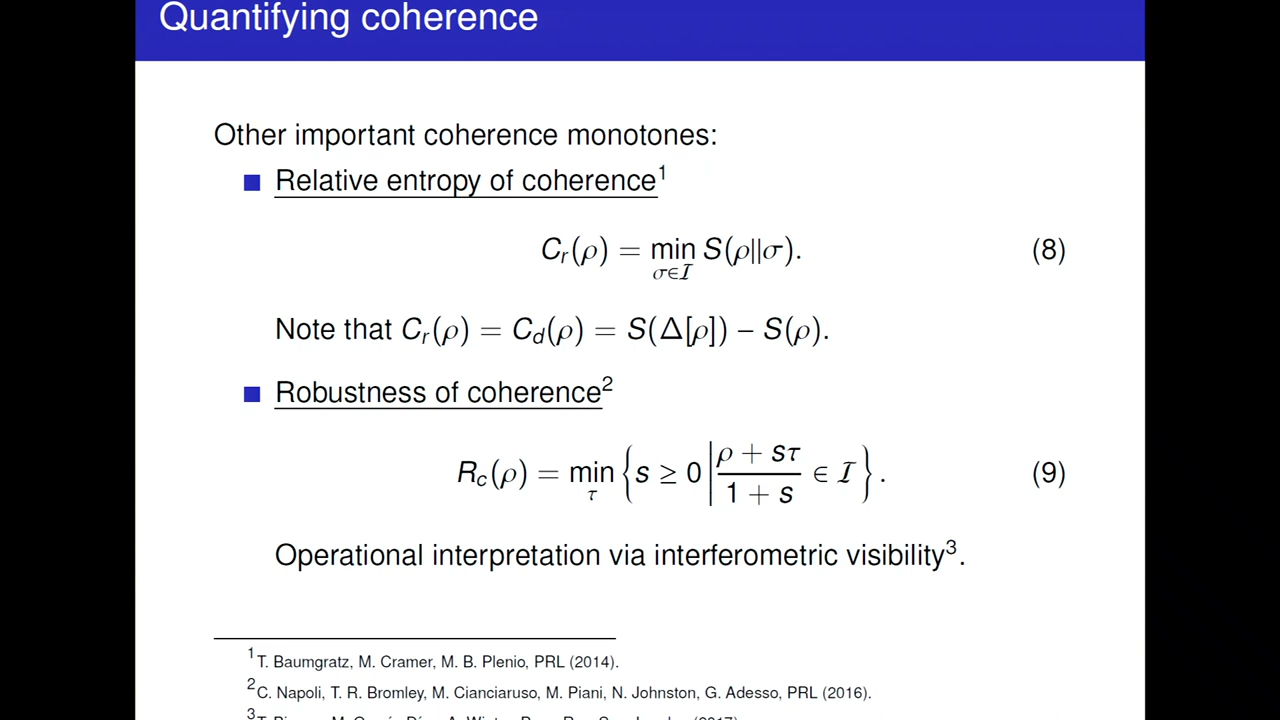 Quantifying coherence
Other important coherence monotones:
Relative entropy of coherence¹
C_r(ρ) = min_{σ∈𝓘} S(ρ||σ). (8)
Note that C_r(ρ) = C_d(ρ) = S(Δ[ρ]) − S(ρ).
Robustness of coherence²
R_c(ρ) = min_τ { s ≥ 0 | (ρ + sτ)/(1 + s) ∈ 𝓘 }. (9)
Operational interpretation via interferometric visibility³.
¹T. Baumgratz, M. Cramer, M. B. Plenio, PRL (2014).
²C. Napoli, T. R. Bromley, M. Cianciaruso, M. Piani, N. Johnston, G. Adesso, PRL (2016).